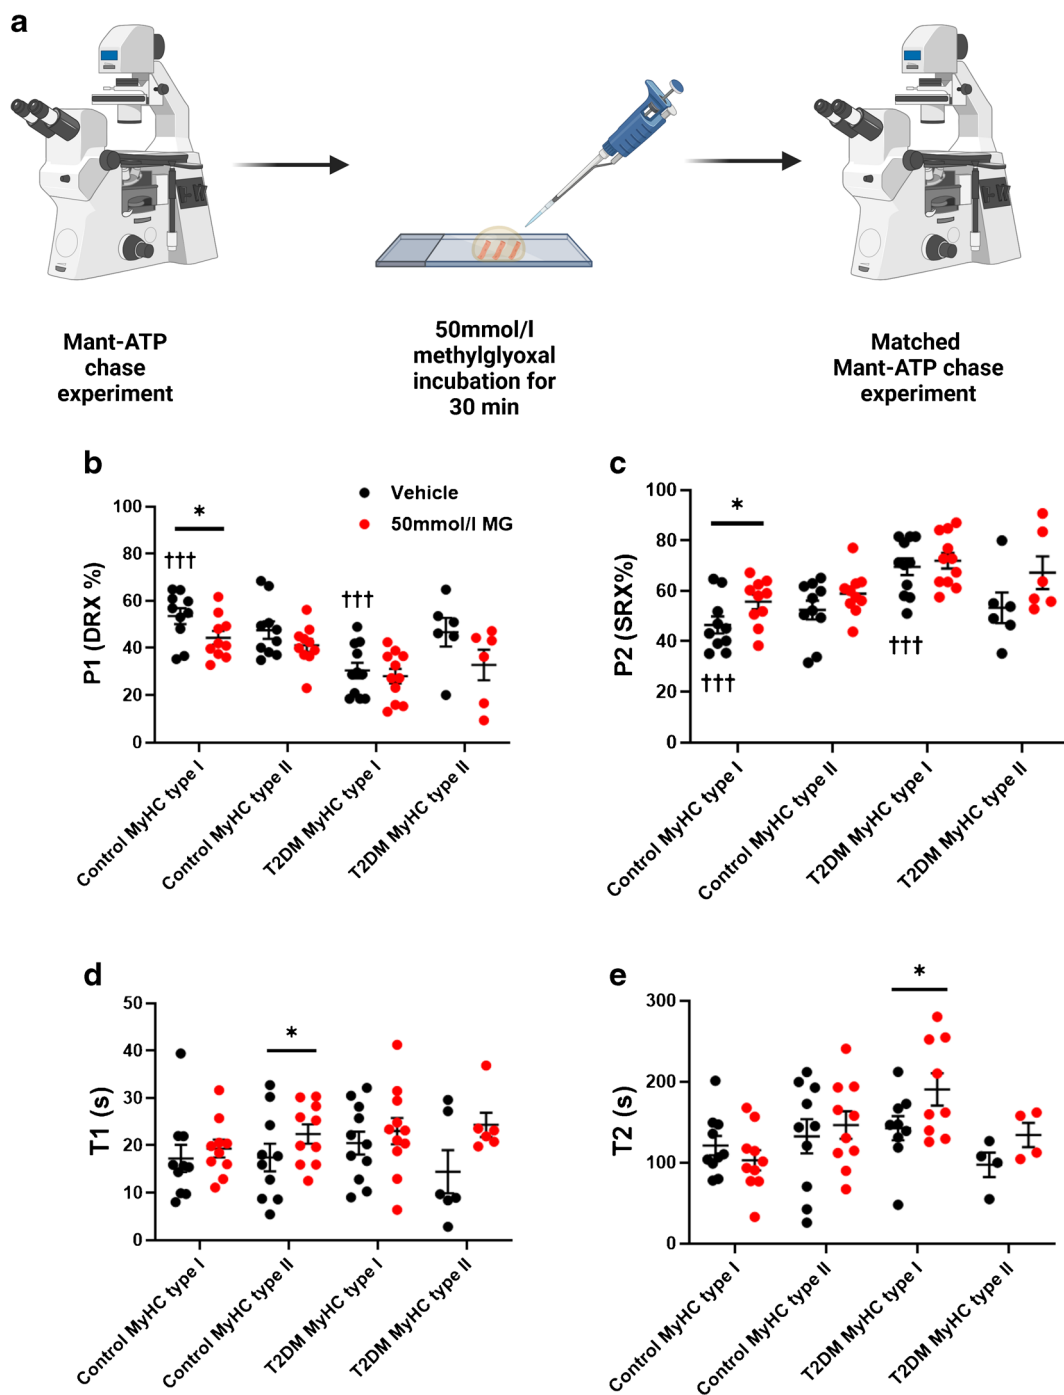 a
Mant-ATP
chase
experiment
50mmol/l
methylglyoxal
incubation for
30 min
Matched
Mant-ATP chase
experiment
b
Vehicle
50mmol/l MG
P1 (DRX %)
100
80
60
40
20
0
*
†††
†††
Control MyHC type I
Control MyHC type II
T2DM MyHC type I
T2DM MyHC type II
c
P2 (SRX%)
100
80
60
40
20
0
*
†††
†††
Control MyHC type I
Control MyHC type II
T2DM MyHC type I
T2DM MyHC type II
d
T1 (s)
50
40
30
20
10
0
*
Control MyHC type I
Control MyHC type II
T2DM MyHC type I
T2DM MyHC type II
e
T2 (s)
300
200
100
0
*
Control MyHC type I
Control MyHC type II
T2DM MyHC type I
T2DM MyHC type II